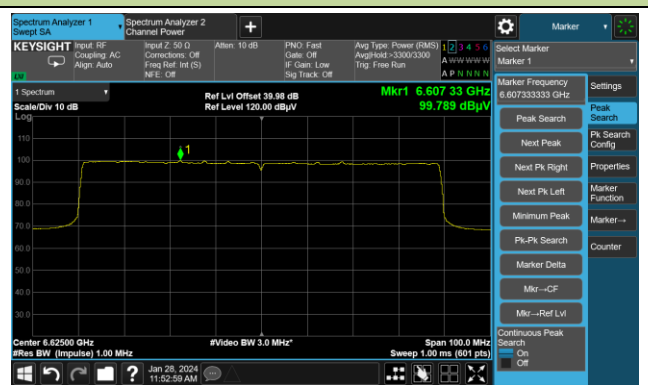 Spectrum Analyzer 1
Swept SA
Spectrum Analyzer 2
Channel Power
+
Marker
KEYSIGHT
Input: RF
Coupling: AC
Align: Auto
Input Z: 50 Ω
Corrections: Off
Freq Ref: Int (S)
NFE: Off
Atten: 10 dB
PNO: Fast
Gate: Off
IF Gain: Low
Sig Track: Off
Avg Type: Power (RMS)
Avg|Hold:>3300/3300
Trig: Free Run
1 2 3 4 5 6
A W W W W W
A P N N N N
LVI
Select Marker
Marker 1
1 Spectrum
Scale/Div 10 dB
Log
Ref Lvl Offset 39.98 dB
Ref Level 120.00 dBµV
Mkr1 6.607 33 GHz
99.789 dBµV
110
100
90.0
80.0
70.0
60.0
50.0
40.0
30.0
1
Center 6.62500 GHz
#Res BW (Impulse) 1.00 MHz
#Video BW 3.0 MHz*
Span 100.0 MHz
Sweep 1.00 ms (601 pts)
Marker Frequency
6.607333333 GHz
Peak Search
Next Peak
Next Pk Right
Next Pk Left
Minimum Peak
Pk-Pk Search
Marker Delta
Mkr→CF
Mkr→Ref Lvl
Continuous Peak
Search
On
Off
Settings
Peak
Search
Pk Search
Config
Properties
Marker
Function
Marker→
Counter
?
Jan 28, 2024
11:52:59 AM